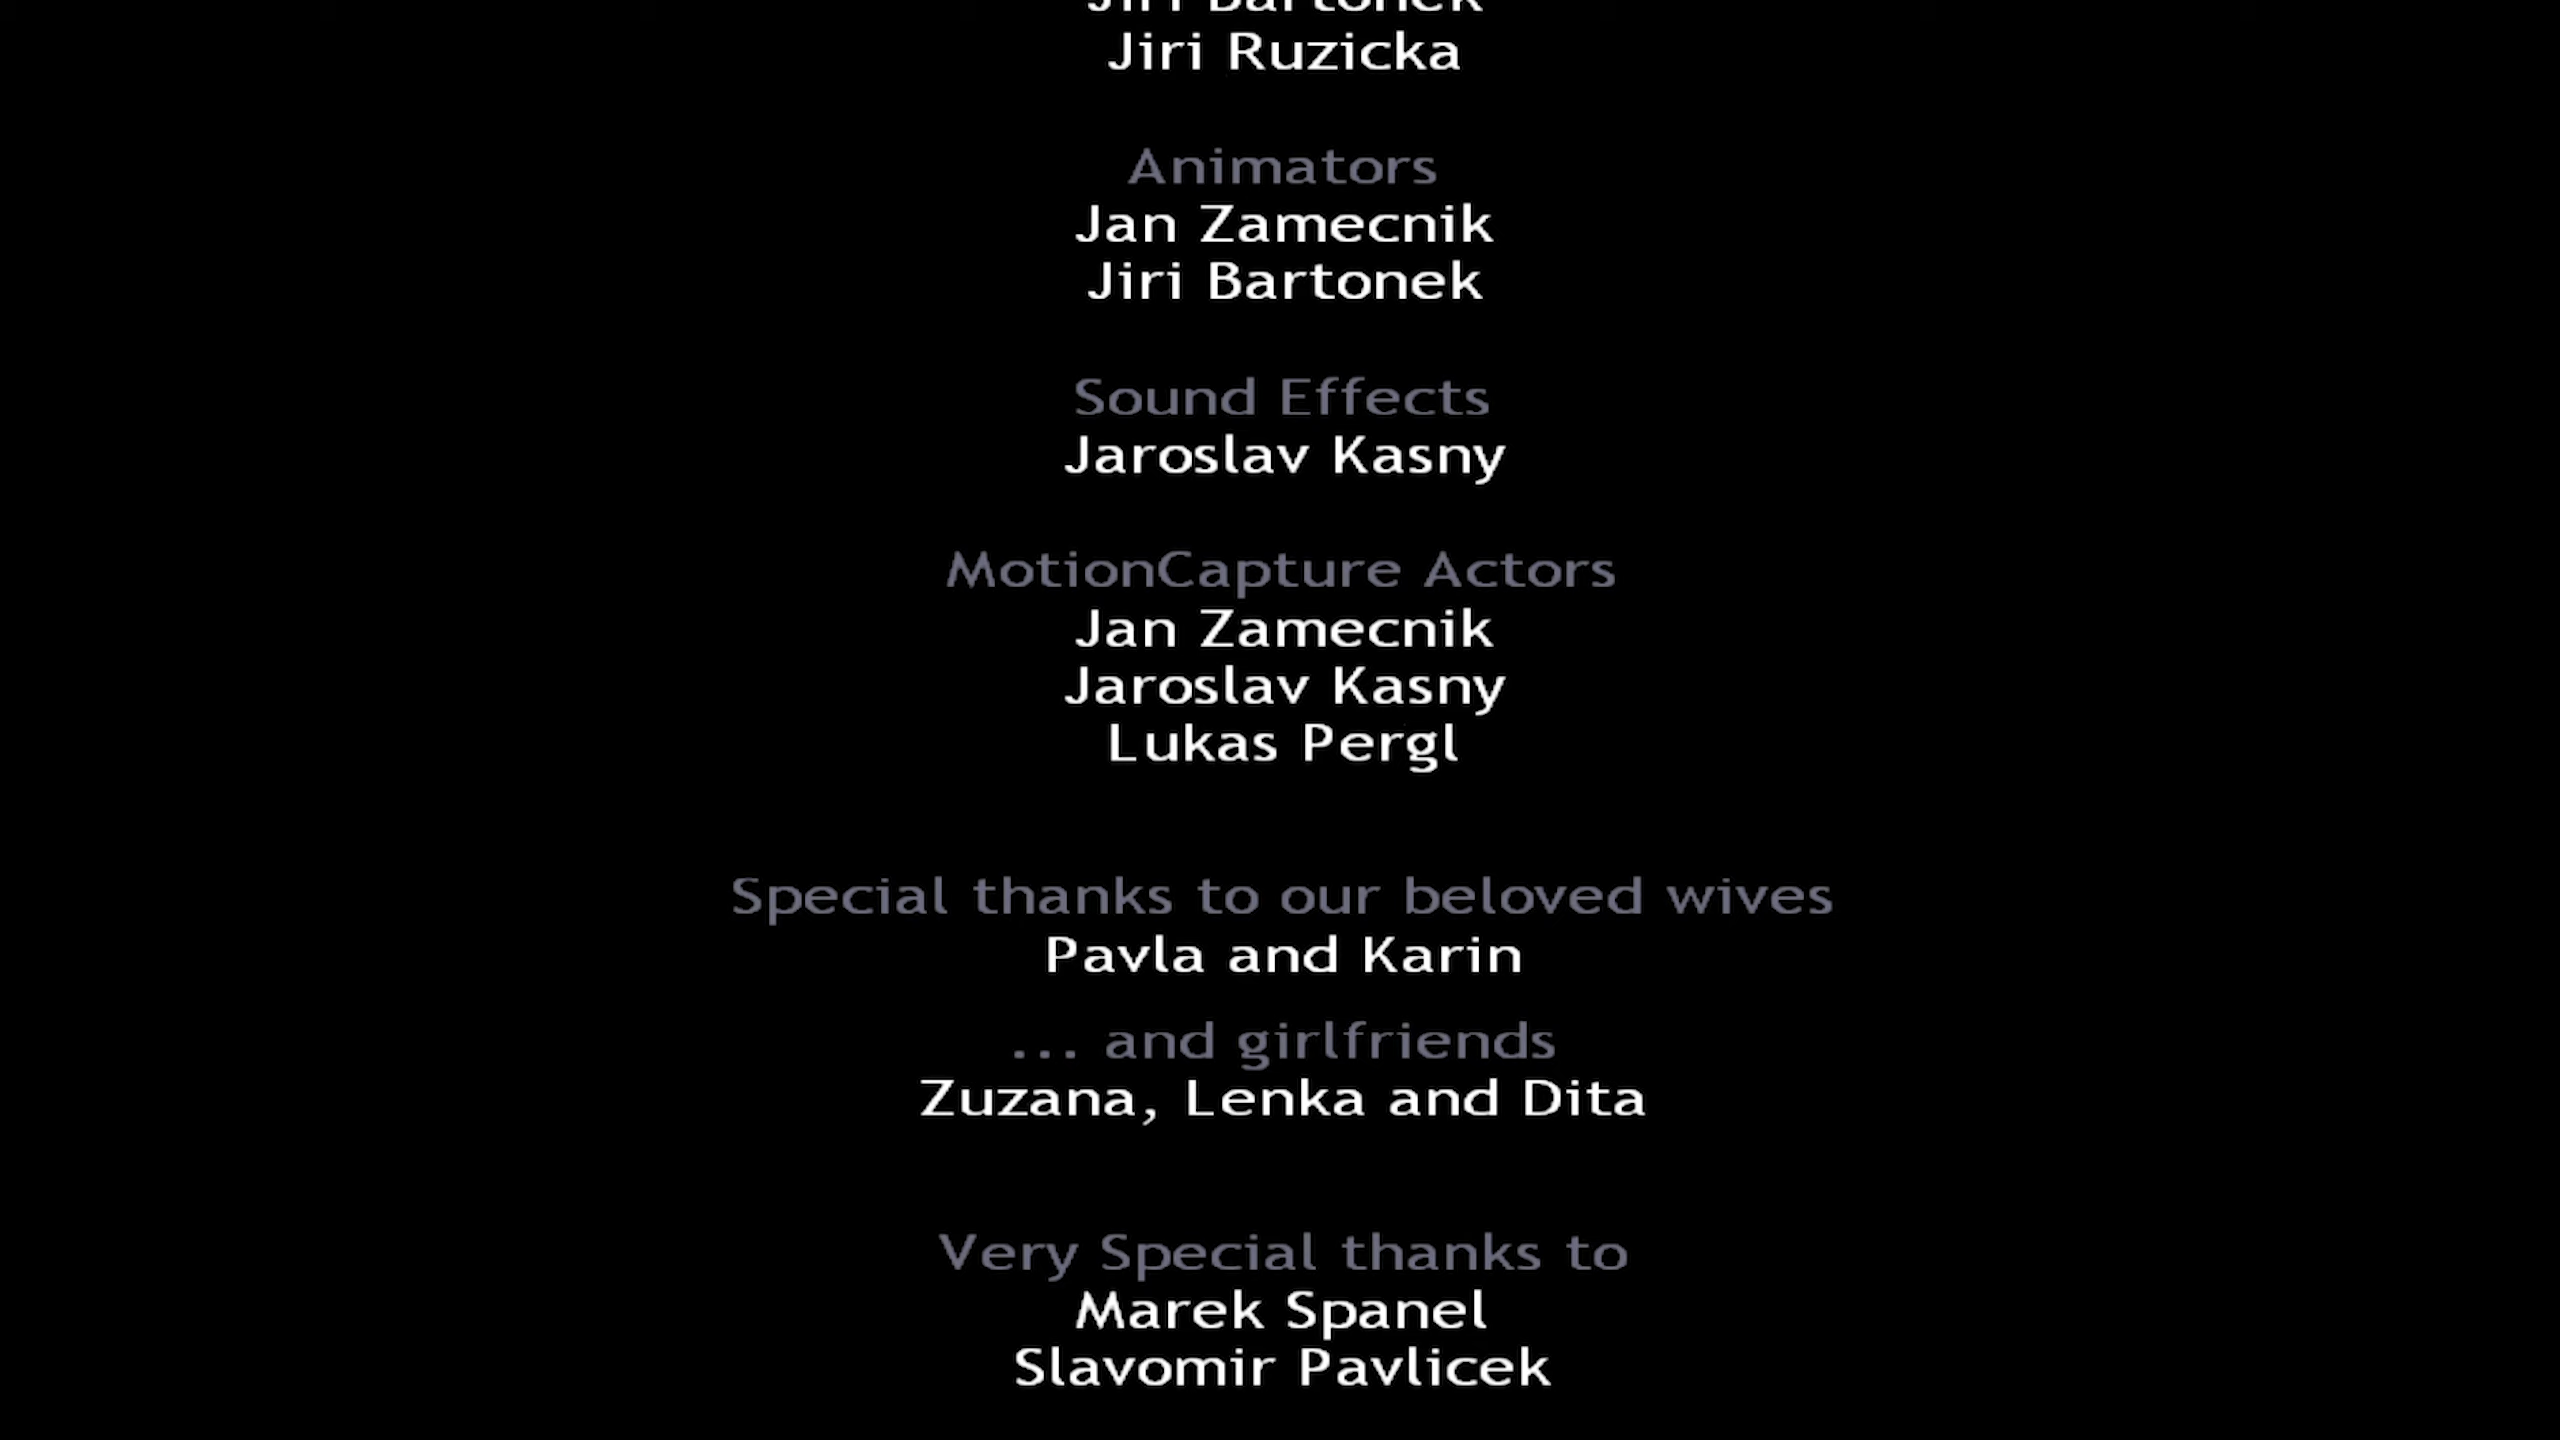 Jiri Bartonek
Jiri Ruzicka
Animators
Jan Zamecnik
Jiri Bartonek
Sound Effects
Jaroslav Kasny
MotionCapture Actors
Jan Zamecnik
Jaroslav Kasny
Lukas Pergl
Special thanks to our beloved wives
Pavla and Karin
... and girlfriends
Zuzana, Lenka and Dita
Very Special thanks to
Marek Spanel
Slavomir Pavlicek